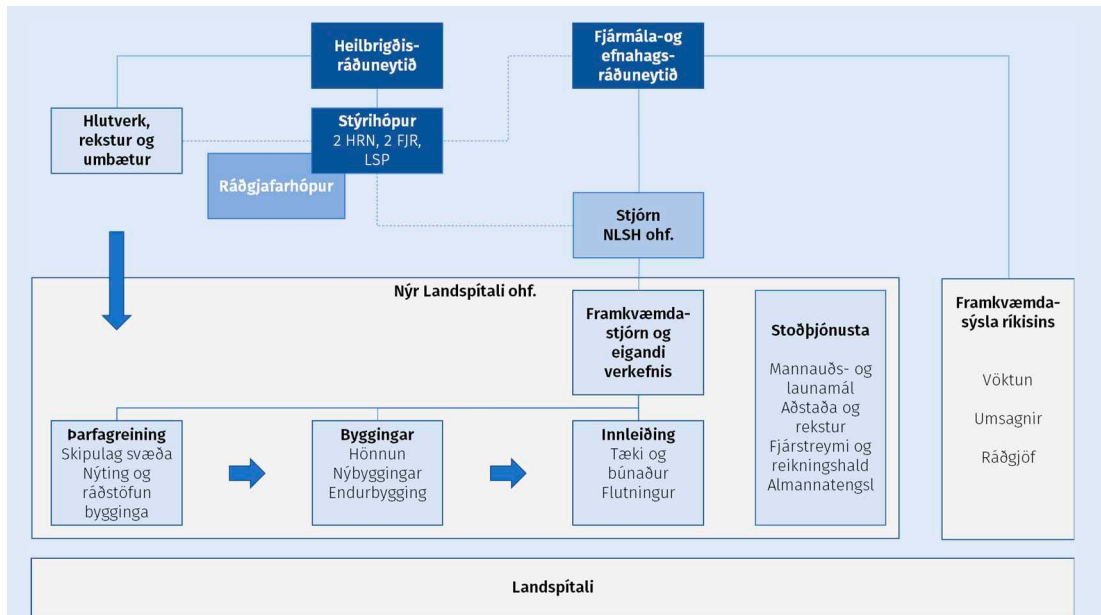 Heilbrigðis-
ráðuneytið
Fjármála-og
efnahags-
ráðuneytið
Hlutverk,
rekstur og
umbætur
Stýrihópur
2 HRN, 2 FJR,
LSP
Ráðgjafarhópur
Stjórn
NLSH ohf.
Nýr Landspítali ohf.
Framkvæmda-
stjórn og
eigandi
verkefnis
Stoðþjónusta
Mannauðs- og
launamál
Aðstaða og
rekstur
Fjárstreymi og
reikningshald
Almannatengsl
Framkvæmda-
sýsla ríkisins
Vöktun
Umsagnir
Ráðgjöf
Þarfagreining
Skipulag svæða
Nýting og
ráðstöfun
bygginga
Byggingar
Hönnun
Nýbyggingar
Endurbygging
Innleiðing
Tæki og
búnaður
Flutningur
Landspítali